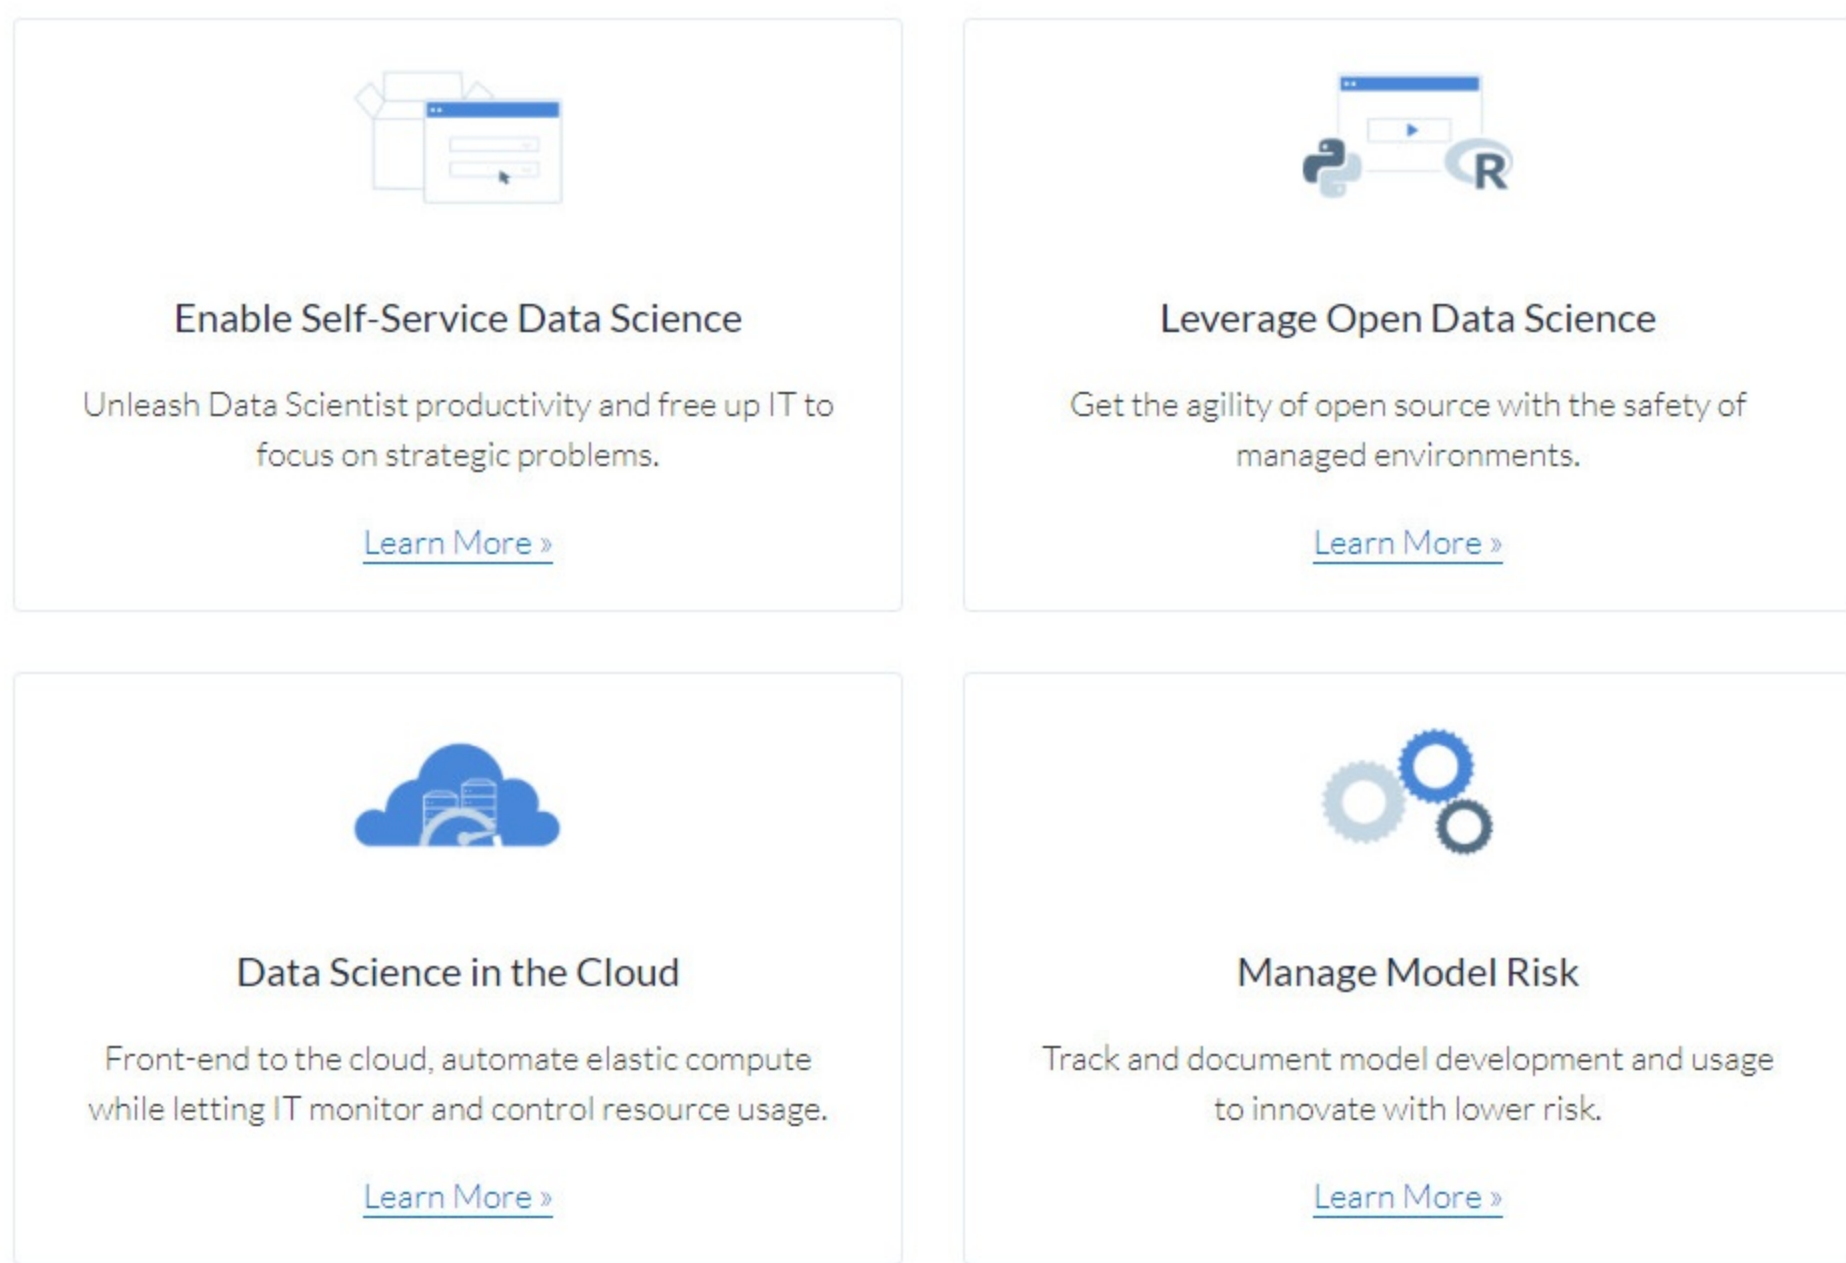 R
Enable Self-Service Data Science
Unleash Data Scientist productivity and free up IT to
focus on strategic problems.
Learn More »
Leverage Open Data Science
Get the agility of open source with the safety of
managed environments.
Learn More »
Data Science in the Cloud
Front-end to the cloud, automate elastic compute
while letting IT monitor and control resource usage.
Learn More »
Manage Model Risk
Track and document model development and usage
to innovate with lower risk.
Learn More »